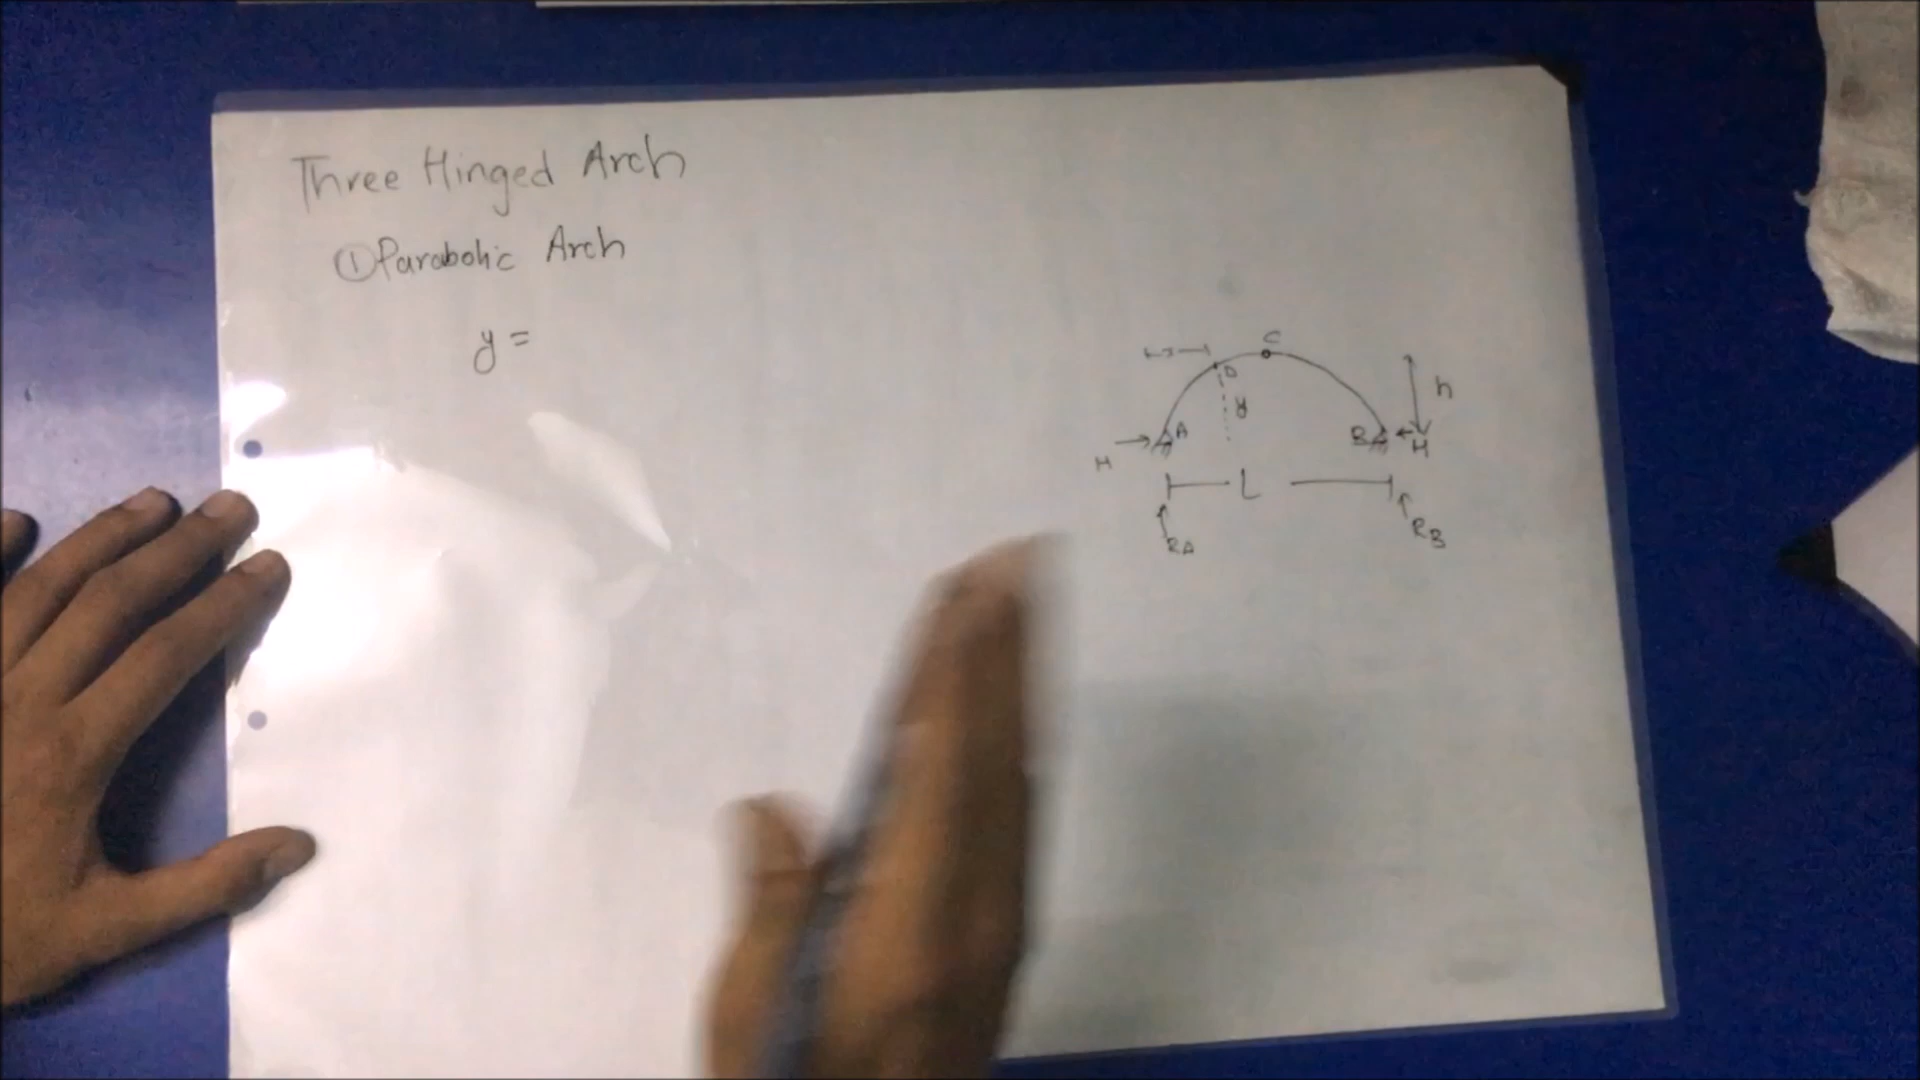 Three Hinged Arch
① Parabolic Arch
y =
C
x
D
h
y
A
B
H
H
L
RA
RB